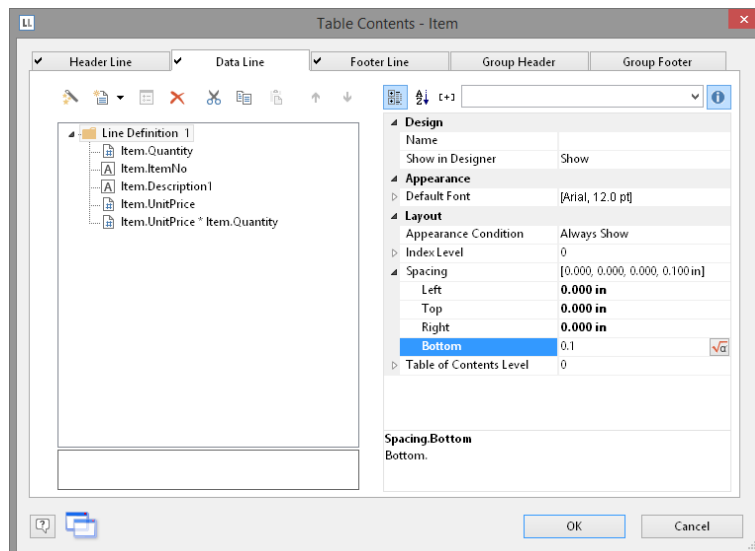 LL Table Contents - Item
Header Line Data Line Footer Line Group Header Group Footer
Line Definition 1
Item.Quantity
A Item.ItemNo
A Item.Description1
Item.UnitPrice
Item.UnitPrice * Item.Quantity
Design
Name
Show in Designer Show
Appearance
Default Font [Arial, 12.0 pt]
Layout
Appearance Condition Always Show
Index Level 0
Spacing [0.000, 0.000, 0.000, 0.100 in]
Left 0.000 in
Top 0.000 in
Right 0.000 in
Bottom 0.1
Table of Contents Level 0
Spacing.Bottom
Bottom.
OK Cancel